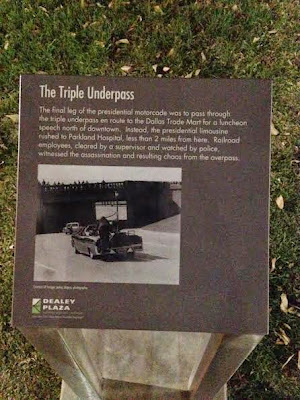 The Triple Underpass
The final leg of the presidential motorcade was to pass through
the triple underpass en route to the Dallas Trade Mart for a luncheon
speech north of downtown. Instead, the presidential limousine
rushed to Parkland Hospital, less than 2 miles from here. Railroad
employees, cleared by a supervisor and watched by police,
witnessed the assassination and resulting chaos from the overpass.
DEALEY
PLAZA